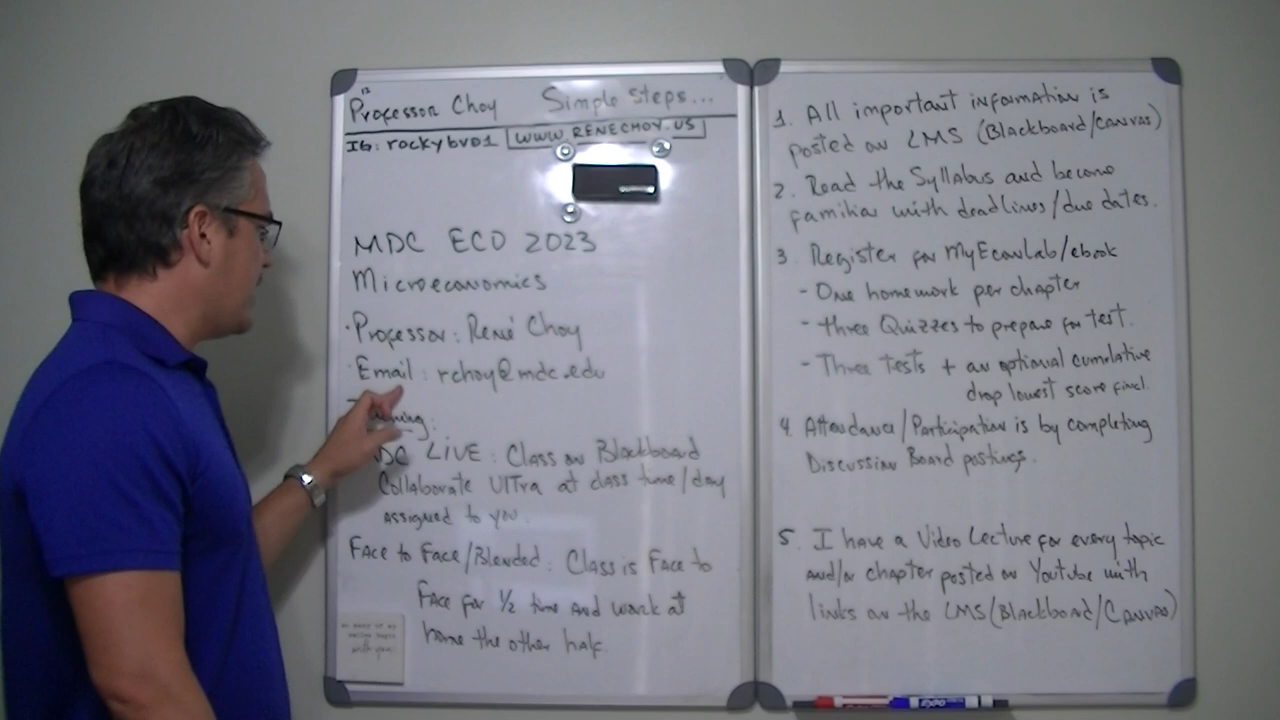 Professor Choy Simple Steps...
IG: rockybvd1 WWW.RENECHOY.US
MDC ECO 2023
Microeconomics
· Professor: René Choy
· Email: rchoy@mdc.edu
LIVE: Class on Blackboard
Collaborate Ultra at class time/day
assigned to you.
Face to Face/Blended: Class is Face to
Face for 1/2 time and work at
home the other half.
with you.
1. All important information is
posted on LMS (Blackboard/Canvas)
2. Read the Syllabus and become
familiar with deadlines/due dates.
3. Register for MyEconLab/ebook
- One homework per chapter
- three Quizzes to prepare for test.
- Three Tests + an optional cumulative
drop lowest score final.
4. Attendance/Participation is by completing
Discussion Board postings.
5. I have a Video Lecture for every topic
and/or chapter posted on Youtube with
links on the LMS (Blackboard/Canvas)
EXPO